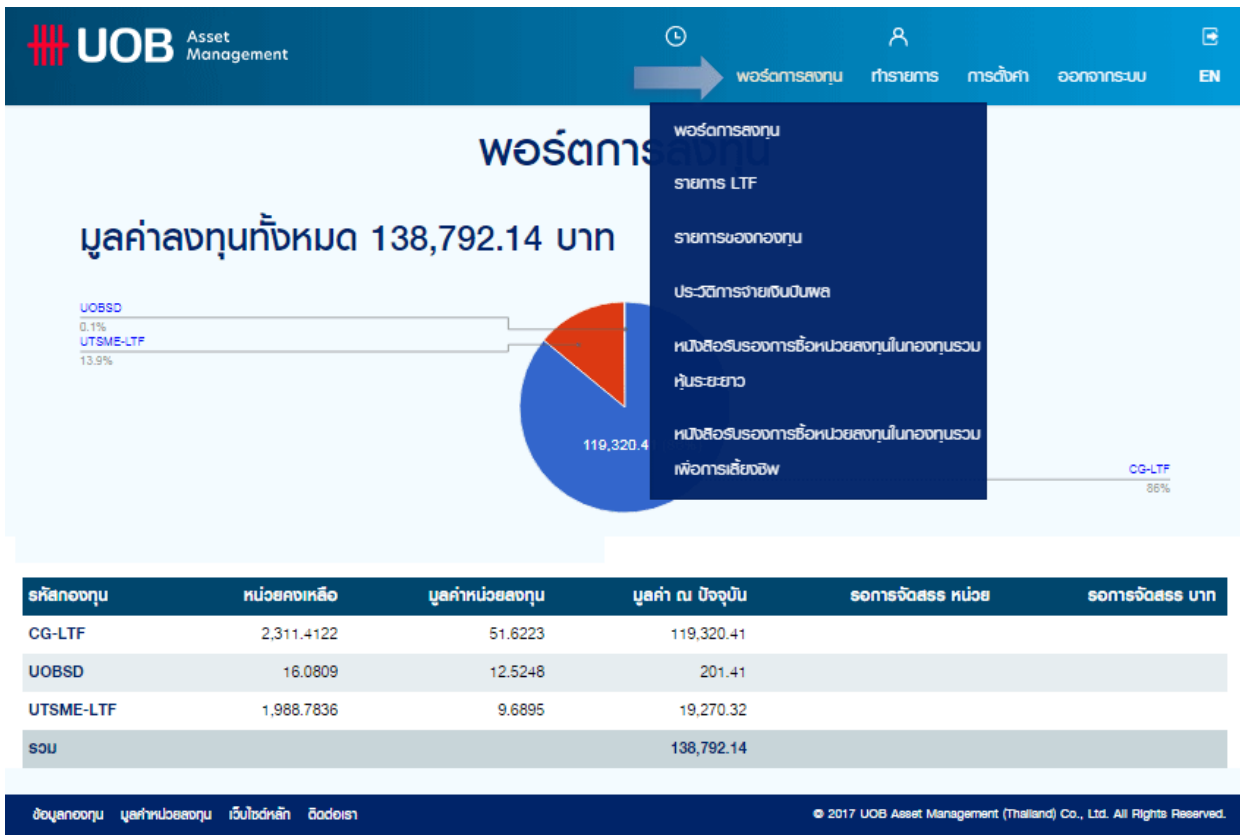 UOB Asset Management
พอร์ตการลงทุน ทำรายการ การตั้งค่า ออกจากระบบ EN
พอร์ตการลงทุน
พอร์ตการลงทุน
รายการ LTF
รายการของกองทุน
ประวัติการจ่ายเงินปันผล
หนังสือรับรองการซื้อหน่วยลงทุนในกองทุนรวม
หุ้นระยะยาว
หนังสือรับรองการซื้อหน่วยลงทุนในกองทุนรวม
เพื่อการเลี้ยงชีพ
มูลค่าลงทุนทั้งหมด 138,792.14 บาท
UOBSD
0.1%
UTSME-LTF
13.9%
119,320.4
CG-LTF
86%
รหัสกองทุน หน่วยคงเหลือ มูลค่าหน่วยลงทุน มูลค่า ณ ปัจจุบัน รอการจัดสรร หน่วย รอการจัดสรร บาท
CG-LTF 2,311.4122 51.6223 119,320.41
UOBSD 16.0809 12.5248 201.41
UTSME-LTF 1,988.7836 9.6895 19,270.32
รวม 138,792.14
ข้อมูลกองทุน มูลค่าหน่วยลงทุน เว็บไซต์หลัก ติดต่อเรา © 2017 UOB Asset Management (Thailand) Co., Ltd. All Rights Reserved.